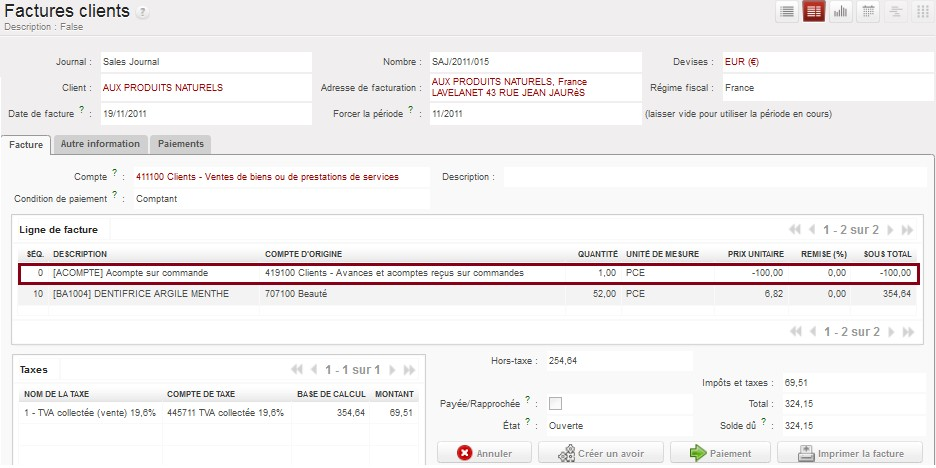 Factures clients ?
Description : False
Journal : Sales Journal Nombre : SAJ/2011/015 Devises : EUR (€)
Client : AUX PRODUITS NATURELS Adresse de facturation : AUX PRODUITS NATURELS, France
LAVELANET 43 RUE JEAN JAURéS Régime fiscal : France
Date de facture ? : 19/11/2011 Forcer la période ? : 11/2011 (laisser vide pour utiliser la période en cours)
Facture Autre information Paiements
Compte ? : 411100 Clients - Ventes de biens ou de prestations de services Description :
Condition de paiement ? : Comptant
Ligne de facture 1 - 2 sur 2
SÉQ. DESCRIPTION COMPTE D'ORIGINE QUANTITÉ UNITÉ DE MESURE PRIX UNITAIRE REMISE (%) SOUS TOTAL
0 [ACOMPTE] Acompte sur commande 419100 Clients - Avances et acomptes reçus sur commandes 1,00 PCE -100,00 0,00 -100,00
10 [BA1004] DENTIFRICE ARGILE MENTHE 707100 Beauté 52,00 PCE 6,82 0,00 354,64
1 - 2 sur 2
Taxes 1 - 1 sur 1
NOM DE LA TAXE COMPTE DE TAXE BASE DE CALCUL MONTANT
1 - TVA collectée (vente) 19,6% 445711 TVA collectée 19,6% 354,64 69,51
Hors-taxe : 254,64
Impôts et taxes : 69,51
Payée/Rapprochée ? : Total : 324,15
État ? : Ouverte Solde dû ? : 324,15
Annuler Créer un avoir Paiement Imprimer la facture